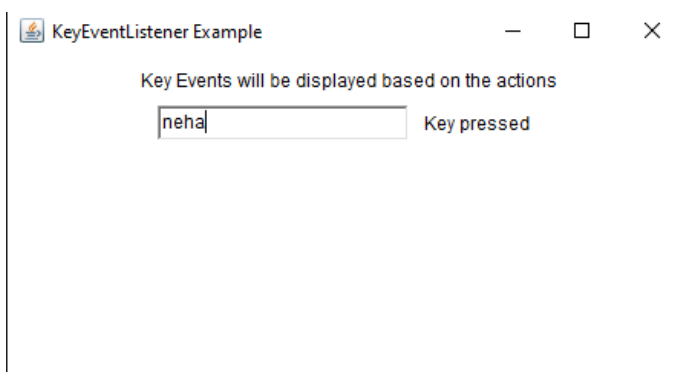 KeyEventListener Example
Key Events will be displayed based on the actions
neha Key pressed